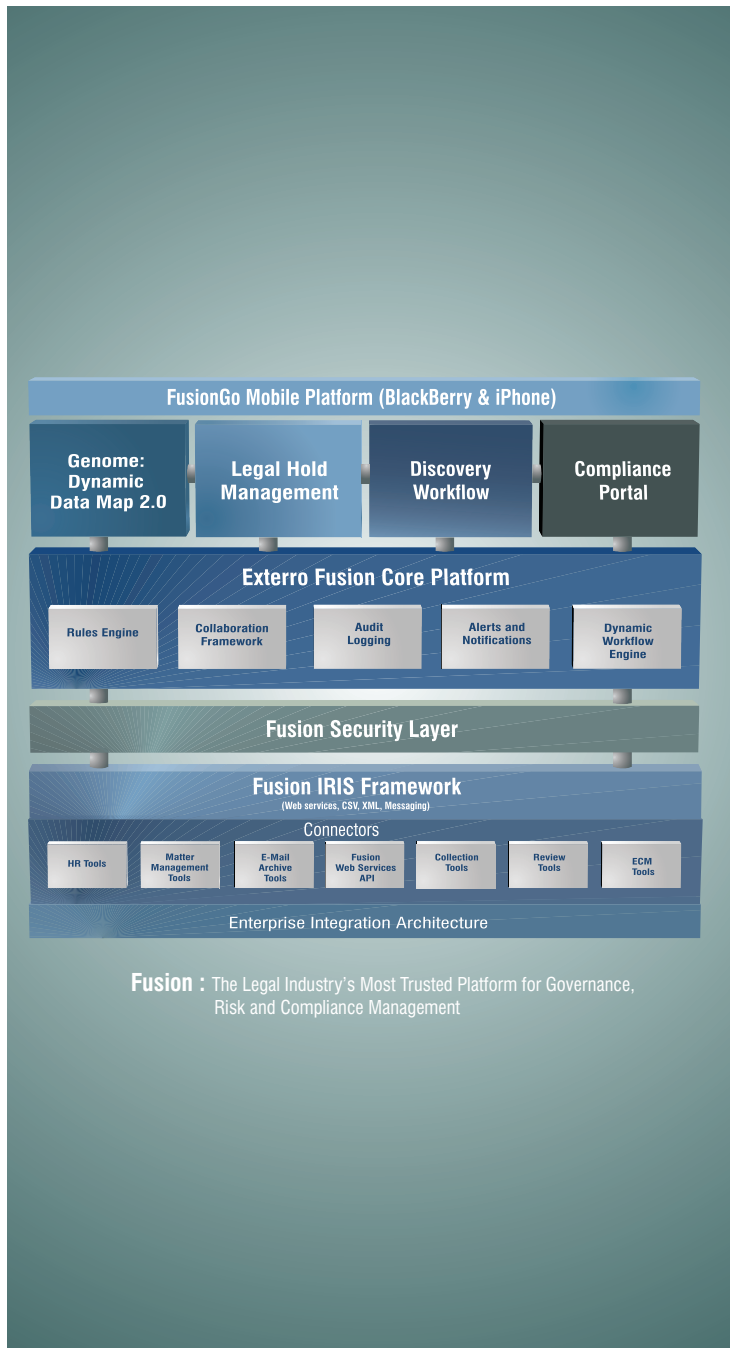 FusionGo Mobile Platform (BlackBerry & iPhone)
Genome:
Dynamic
Data Map 2.0
Legal Hold
Management
Discovery
Workflow
Compliance
Portal
Exterro Fusion Core Platform
Rules Engine
Collaboration
Framework
Audit
Logging
Alerts and
Notifications
Dynamic
Workflow
Engine
Fusion Security Layer
Fusion IRIS Framework
(Web services, CSV, XML, Messaging)
Connectors
HR Tools
Matter
Management
Tools
E-Mail
Archive
Tools
Fusion
Web Services
API
Collection
Tools
Review
Tools
ECM
Tools
Enterprise Integration Architecture
Fusion : The Legal Industry's Most Trusted Platform for Governance,
Risk and Compliance Management